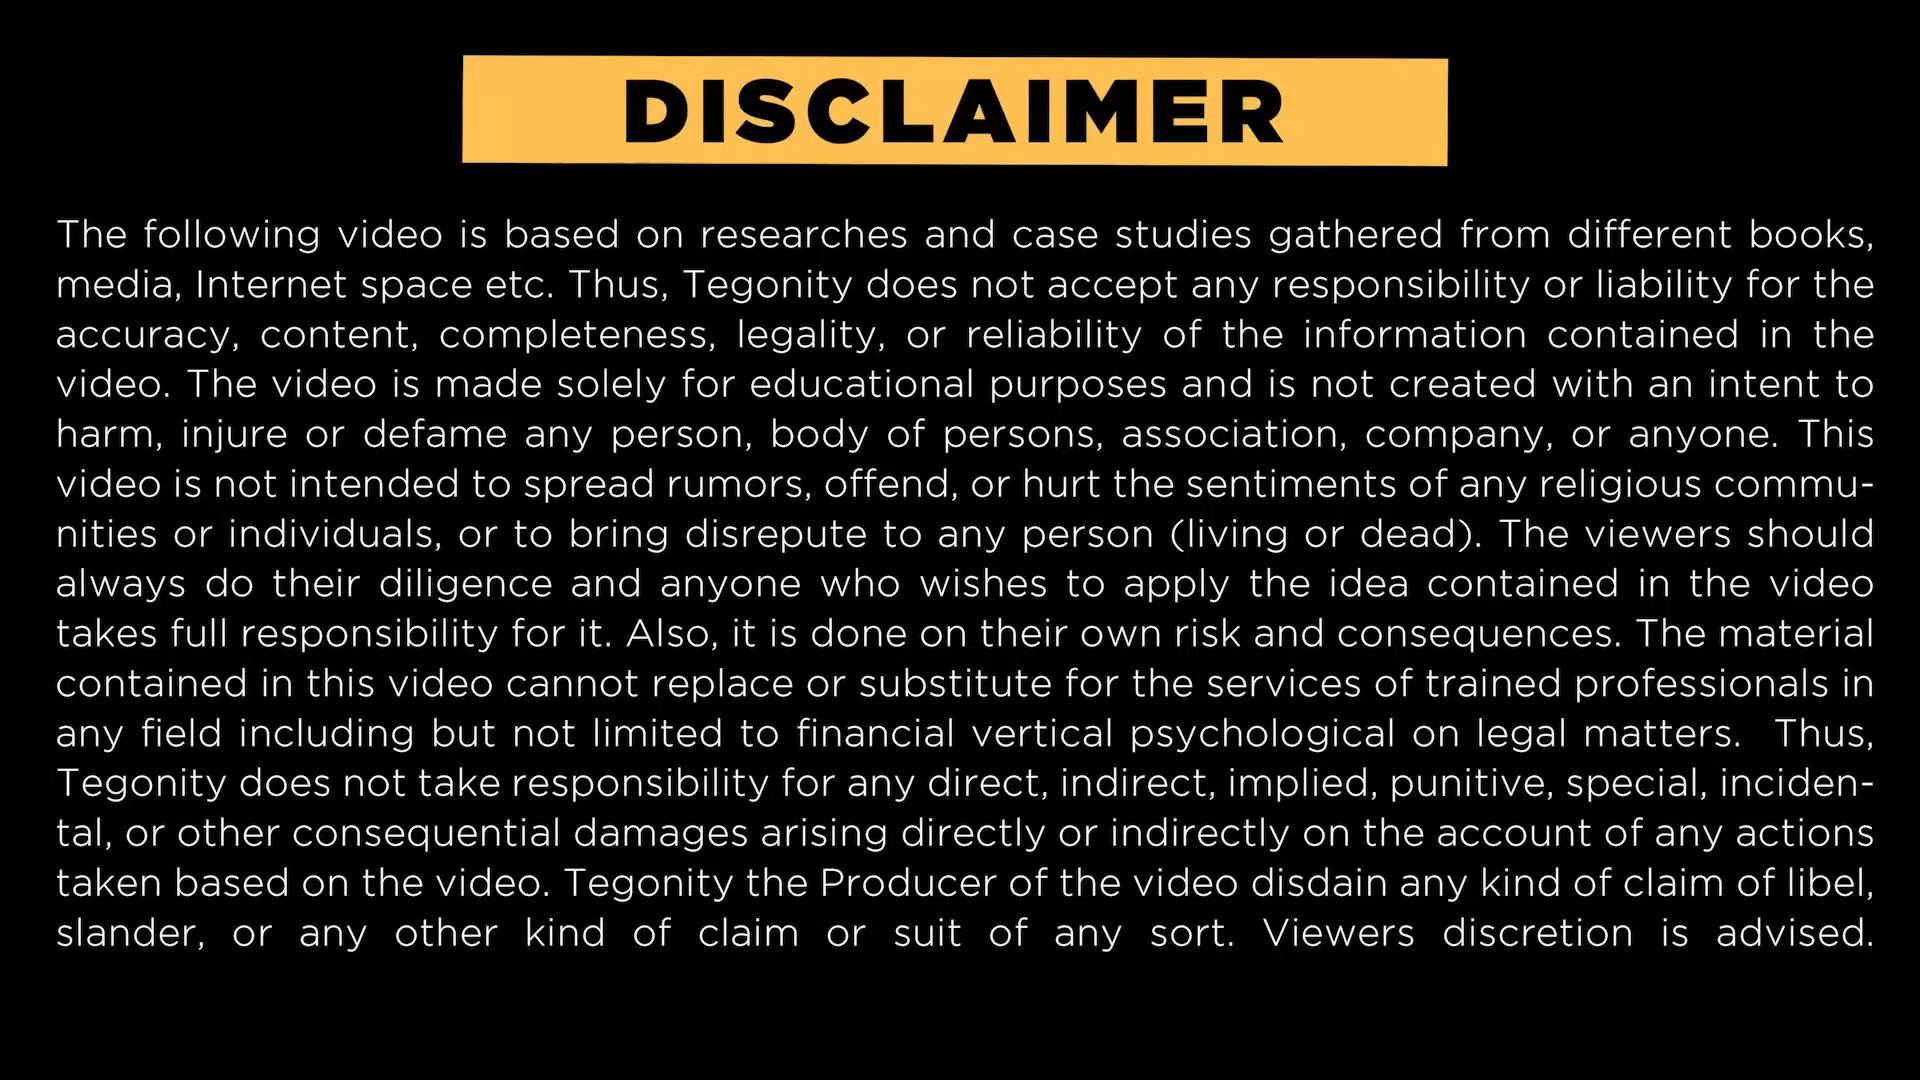 DISCLAIMER
The following video is based on researches and case studies gathered from different books,
media, Internet space etc. Thus, Tegonity does not accept any responsibility or liability for the
accuracy, content, completeness, legality, or reliability of the information contained in the
video. The video is made solely for educational purposes and is not created with an intent to
harm, injure or defame any person, body of persons, association, company, or anyone. This
video is not intended to spread rumors, offend, or hurt the sentiments of any religious commu-
nities or individuals, or to bring disrepute to any person (living or dead). The viewers should
always do their diligence and anyone who wishes to apply the idea contained in the video
takes full responsibility for it. Also, it is done on their own risk and consequences. The material
contained in this video cannot replace or substitute for the services of trained professionals in
any field including but not limited to financial vertical psychological on legal matters. Thus,
Tegonity does not take responsibility for any direct, indirect, implied, punitive, special, inciden-
tal, or other consequential damages arising directly or indirectly on the account of any actions
taken based on the video. Tegonity the Producer of the video disdain any kind of claim of libel,
slander, or any other kind of claim or suit of any sort. Viewers discretion is advised.